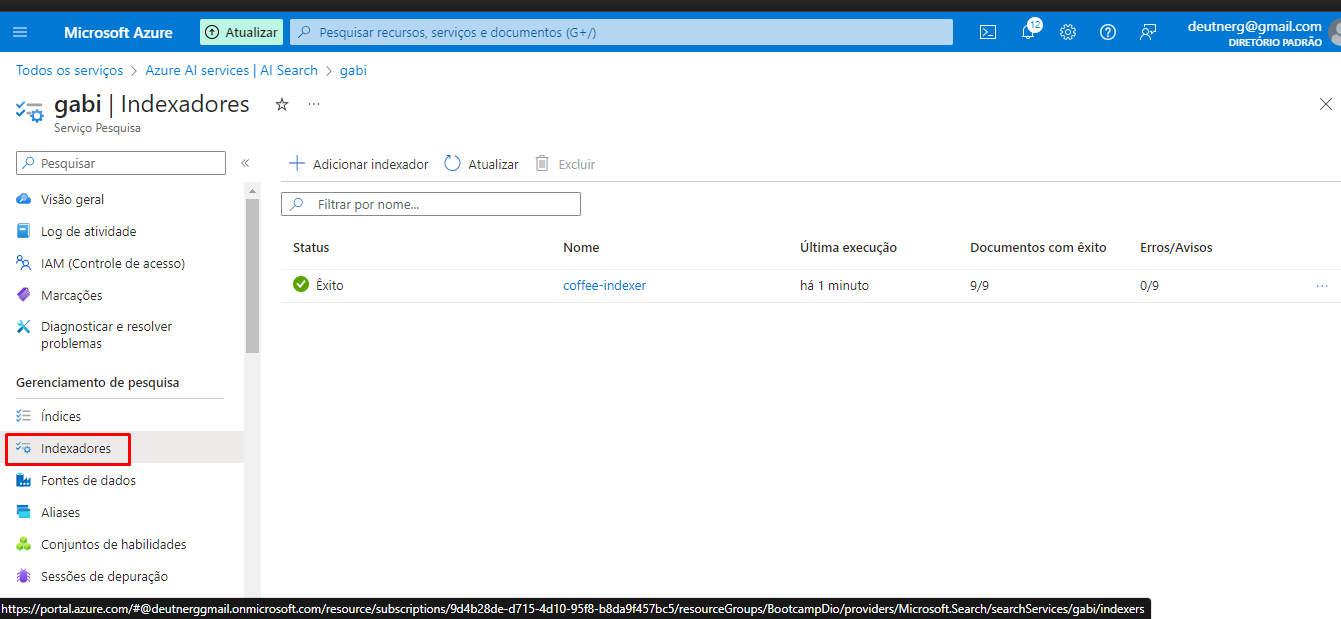 Microsoft Azure
Atualizar
Pesquisar recursos, serviços e documentos (G+/)
12
deutnerg@gmail.com
DIRETÓRIO PADRÃO
Todos os serviços > Azure AI services | AI Search > gabi
gabi | Indexadores
Serviço Pesquisa
Pesquisar
«
Visão geral
Log de atividade
IAM (Controle de acesso)
Marcações
Diagnosticar e resolver
problemas
Gerenciamento de pesquisa
Índices
Indexadores
Fontes de dados
Aliases
Conjuntos de habilidades
Sessões de depuração
Adicionar indexador Atualizar Excluir
Filtrar por nome...
Status Nome Última execução Documentos com êxito Erros/Avisos
Êxito coffee-indexer há 1 minuto 9/9 0/9
https://portal.azure.com/#@deutnerggmail.onmicrosoft.com/resource/subscriptions/9d4b28de-d715-4d10-95f8-b8da9f457bc5/resourceGroups/BootcampDio/providers/Microsoft.Search/searchServices/gabi/indexers